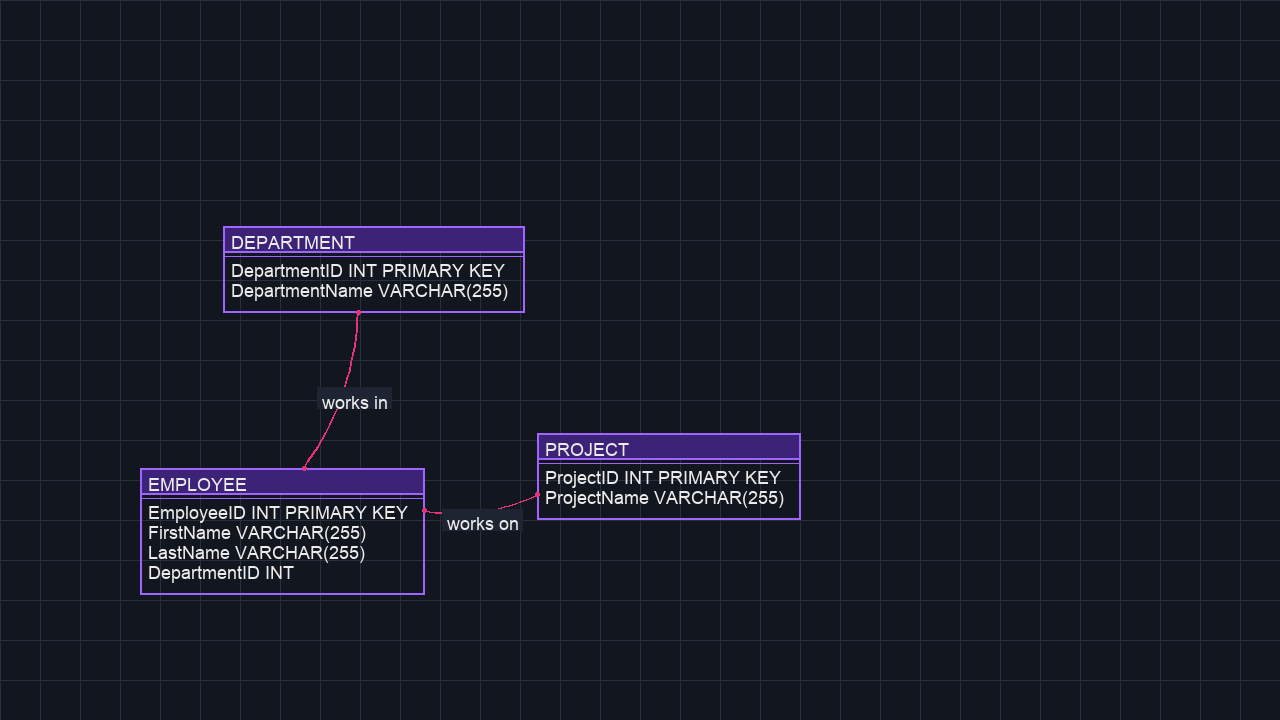 DEPARTMENT
DepartmentID INT PRIMARY KEY
DepartmentName VARCHAR(255)
works in
EMPLOYEE
EmployeeID INT PRIMARY KEY
FirstName VARCHAR(255)
LastName VARCHAR(255)
DepartmentID INT
works on
PROJECT
ProjectID INT PRIMARY KEY
ProjectName VARCHAR(255)